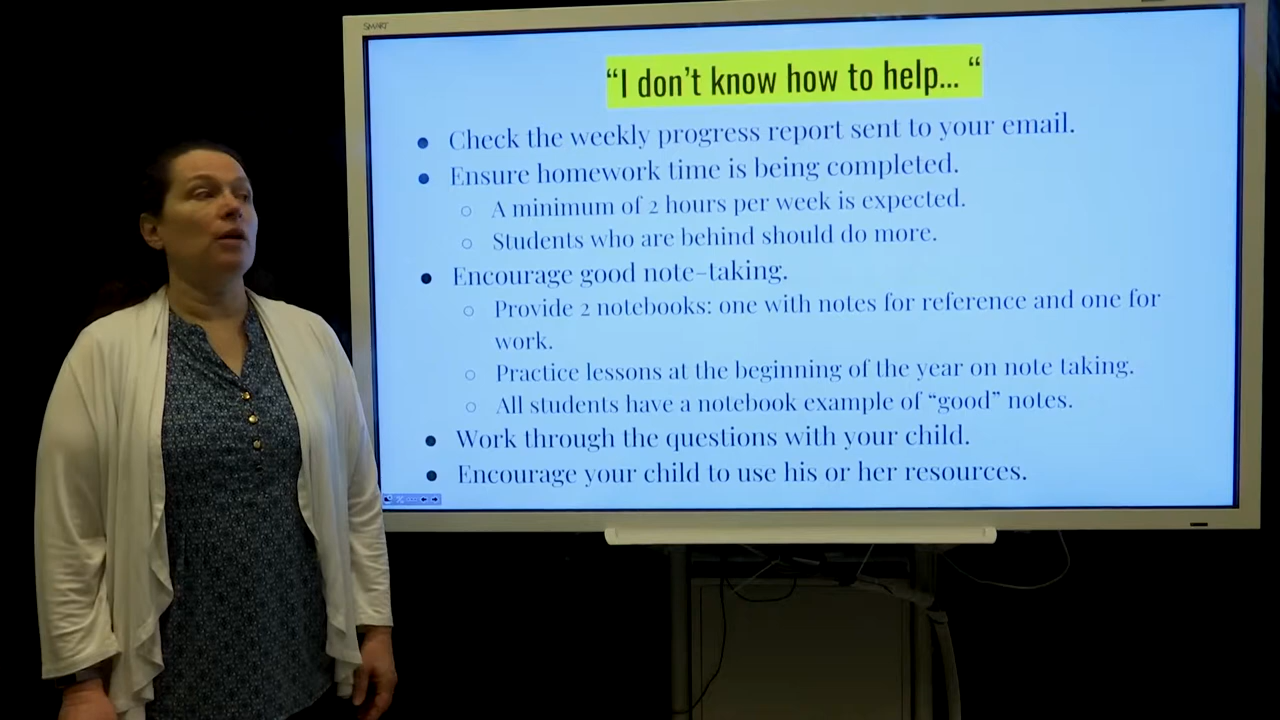 SMART
“I don’t know how to help... “
● Check the weekly progress report sent to your email.
● Ensure homework time is being completed.
○ A minimum of 2 hours per week is expected.
○ Students who are behind should do more.
● Encourage good note-taking.
○ Provide 2 notebooks: one with notes for reference and one for
work.
○ Practice lessons at the beginning of the year on note taking.
○ All students have a notebook example of “good” notes.
● Work through the questions with your child.
● Encourage your child to use his or her resources.